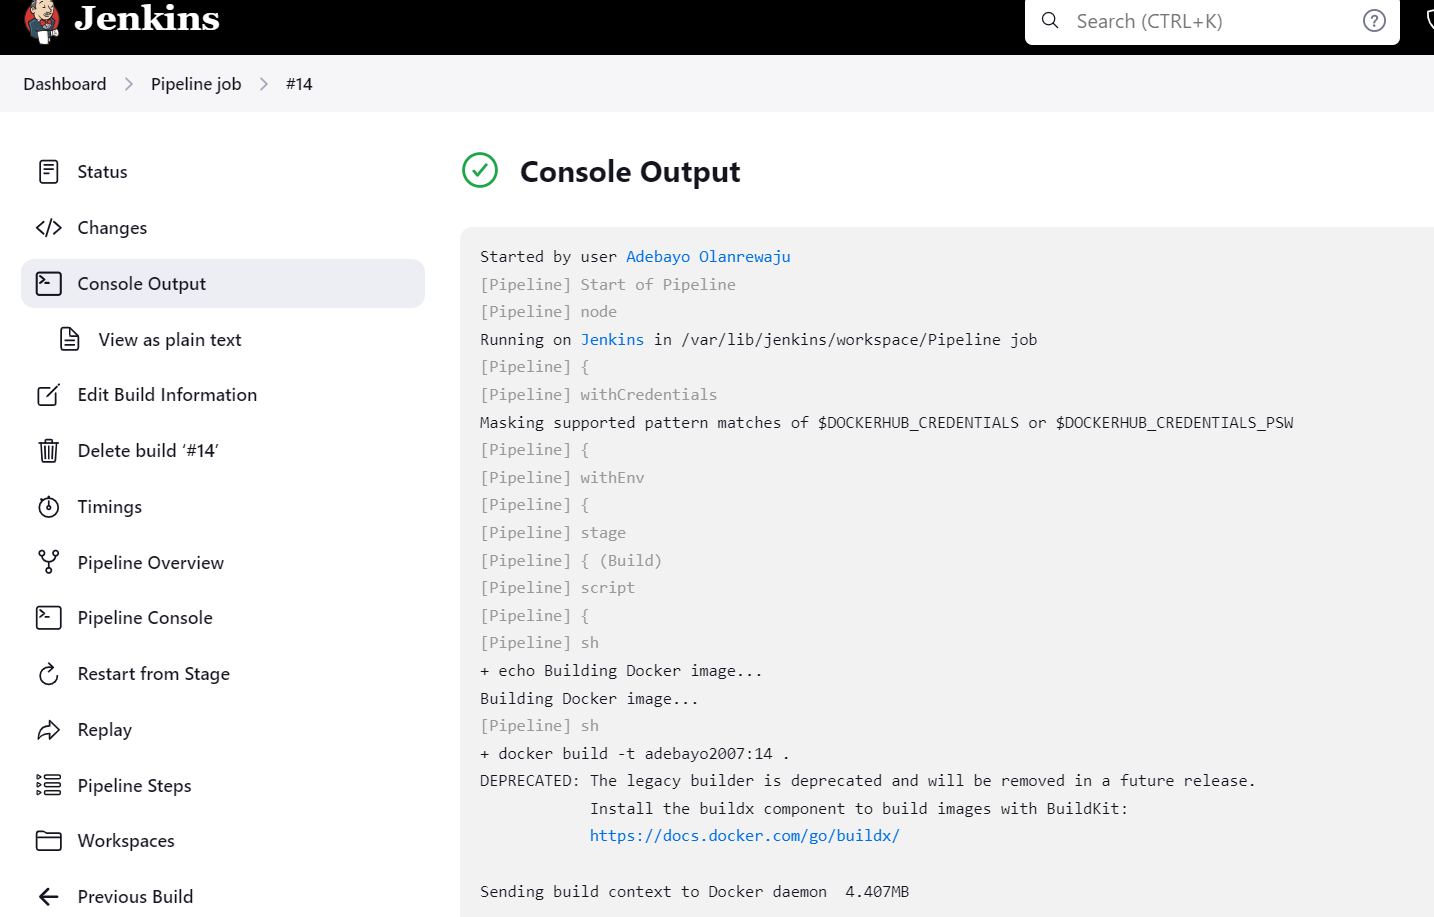 Jenkins
Search (CTRL+K)
Dashboard
Pipeline job
#14
Status
Changes
Console Output
View as plain text
Edit Build Information
Delete build ‘#14’
Timings
Pipeline Overview
Pipeline Console
Restart from Stage
Replay
Pipeline Steps
Workspaces
Previous Build
Console Output
Started by user Adebayo Olanrewaju
[Pipeline] Start of Pipeline
[Pipeline] node
Running on Jenkins in /var/lib/jenkins/workspace/Pipeline job
[Pipeline] {
[Pipeline] withCredentials
Masking supported pattern matches of $DOCKERHUB_CREDENTIALS or $DOCKERHUB_CREDENTIALS_PSW
[Pipeline] {
[Pipeline] withEnv
[Pipeline] {
[Pipeline] stage
[Pipeline] { (Build)
[Pipeline] script
[Pipeline] {
[Pipeline] sh
+ echo Building Docker image...
Building Docker image...
[Pipeline] sh
+ docker build -t adebayo2007:14 .
DEPRECATED: The legacy builder is deprecated and will be removed in a future release.
Install the buildx component to build images with BuildKit:
https://docs.docker.com/go/buildx/
Sending build context to Docker daemon  4.407MB